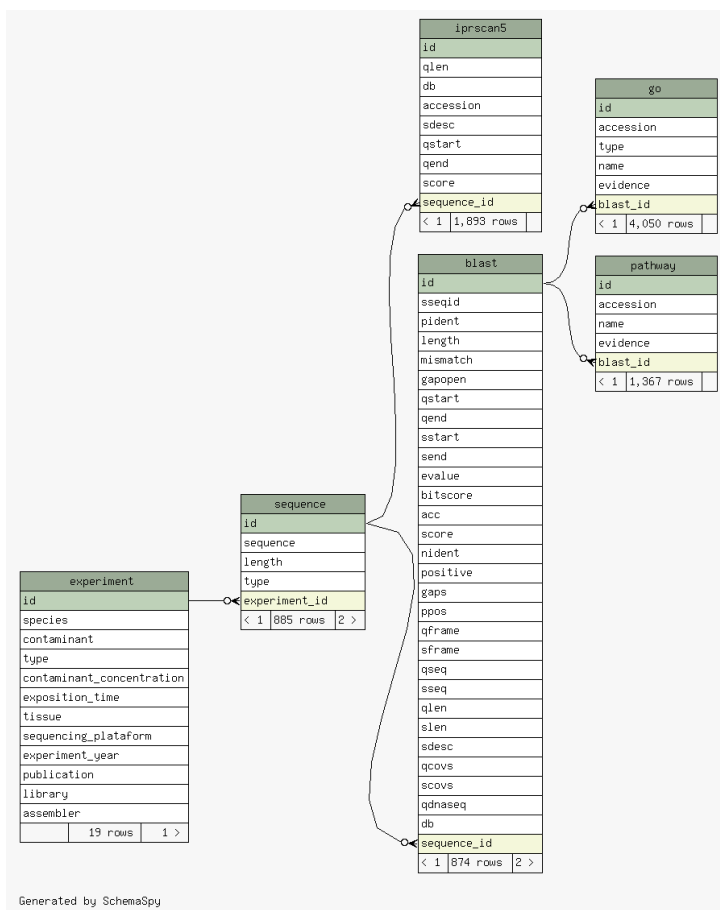 iprscan5
id
qlen
db
accession
sdesc
qstart
qend
score
sequence_id
< 1 1,893 rows
go
id
accession
type
name
evidence
blast_id
< 1 4,050 rows
blast
id
sseqid
pident
length
mismatch
gapopen
qstart
qend
sstart
send
evalue
bitscore
acc
score
nident
positive
gaps
ppos
qframe
sframe
qseq
sseq
qlen
slen
sdesc
qcovs
scovs
qdnaseq
db
sequence_id
< 1 874 rows 2 >
pathway
id
accession
name
evidence
blast_id
< 1 1,367 rows
sequence
id
sequence
length
type
experiment_id
< 1 885 rows 2 >
experiment
id
species
contaminant
type
contaminant_concentration
exposition_time
tissue
sequencing_plataform
experiment_year
publication
library
assembler
19 rows 1 >
Generated by SchemaSpy